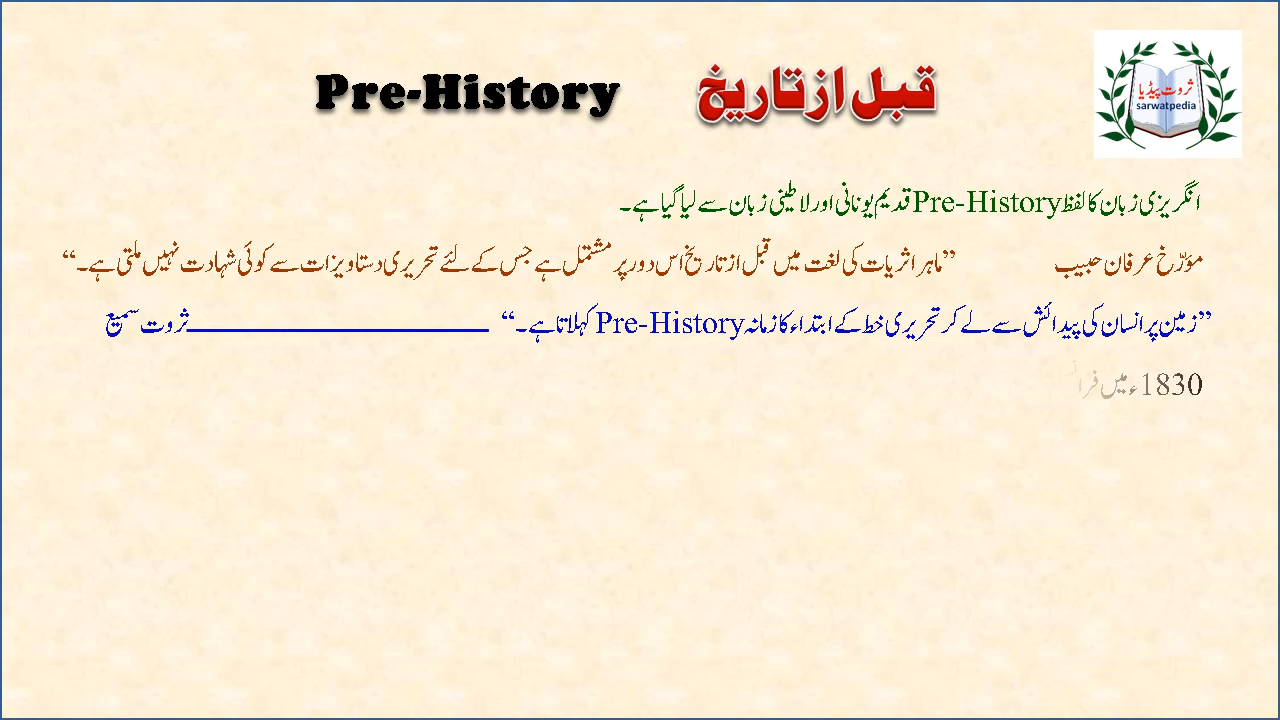 Pre-History قبل از تاریخ
ثروت پیڈیا
sarwatpedia
انگریزی زبان کا لفظ Pre-History قدیم یونانی اور لاطینی زبان سے لیا گیا ہے۔
مؤرّخ عرفان حبیب ”ماہر اثریات کی لغت میں قبل از تاریخ اس دور پر مشتمل ہے جس کے لئے تحریری دستاویزات سے کوئی شہادت نہیں ملتی ہے۔“
”زمین پر انسان کی پیدائش سے لے کر تحریری خط کے ابتداء کا زمانہ Pre-History کہلاتا ہے۔“ ــــــــــــــــــــ ثروت سمیع
1830ء میں